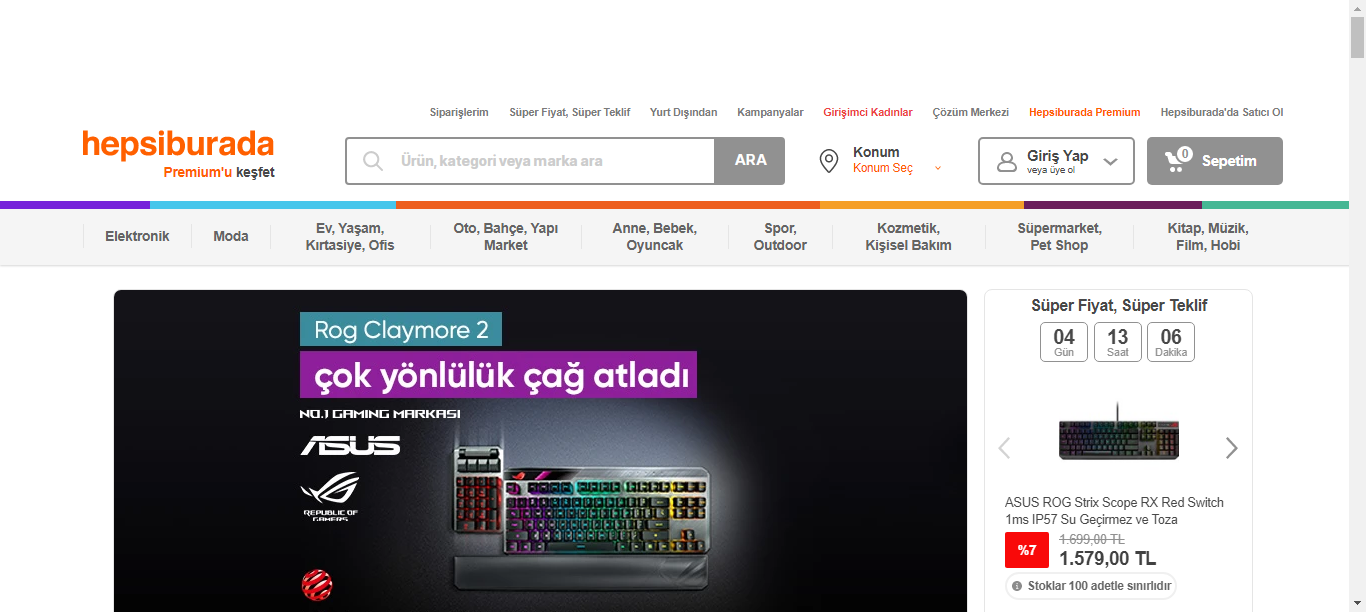 Siparişlerim
Süper Fiyat, Süper Teklif
Yurt Dışından
Kampanyalar
Girişimci Kadınlar
Çözüm Merkezi
Hepsiburada Premium
Hepsiburada'da Satıcı Ol
hepsiburada
Premium'u keşfet
Ürün, kategori veya marka ara
ARA
Konum
Konum Seç
Giriş Yap
veya üye ol
0
Sepetim
Elektronik
Moda
Ev, Yaşam,
Kırtasiye, Ofis
Oto, Bahçe, Yapı
Market
Anne, Bebek,
Oyuncak
Spor,
Outdoor
Kozmetik,
Kişisel Bakım
Süpermarket,
Pet Shop
Kitap, Müzik,
Film, Hobi
Rog Claymore 2
çok yönlülük çağ atladı
NO.1 GAMING MARKASI
ASUS
REPUBLIC OF
GAMERS
Süper Fiyat, Süper Teklif
04 13 06
Gün Saat Dakika
ASUS ROG Strix Scope RX Red Switch
1ms IP57 Su Geçirmez ve Toza
%7
1.699,00 TL
1.579,00 TL
Stoklar 100 adetle sınırlıdır